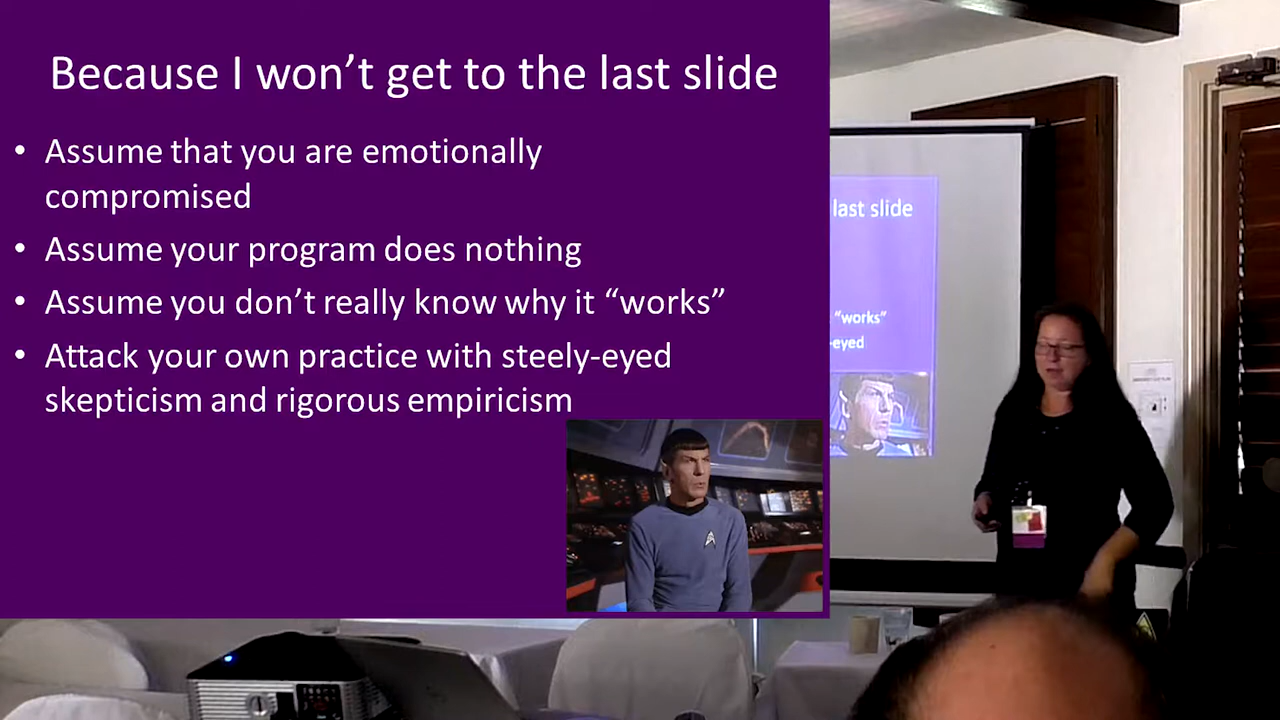 Because I won’t get to the last slide
• Assume that you are emotionally
compromised
• Assume your program does nothing
• Assume you don’t really know why it “works”
• Attack your own practice with steely-eyed
skepticism and rigorous empiricism
last slide
“works”
-eyed